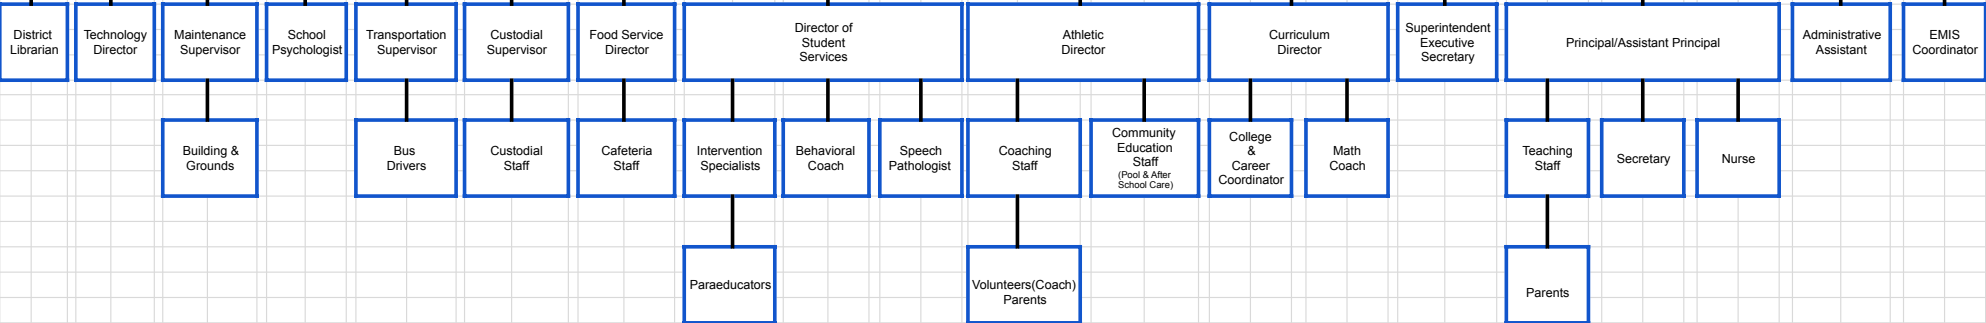 District
Librarian
Technology
Director
Maintenance
Supervisor
School
Psychologist
Transportation
Supervisor
Custodial
Supervisor
Food Service
Director
Director of
Student
Services
Athletic
Director
Curriculum
Director
Superintendent
Executive
Secretary
Principal/Assistant Principal
Administrative
Assistant
EMIS
Coordinator
Building &
Grounds
Bus
Drivers
Custodial
Staff
Cafeteria
Staff
Intervention
Specialists
Behavioral
Coach
Speech
Pathologist
Coaching
Staff
Community
Education
Staff
(Pool & After
School Care)
College
&
Career
Coordinator
Math
Coach
Teaching
Staff
Secretary
Nurse
Paraeducators
Volunteers(Coach)
Parents
Parents